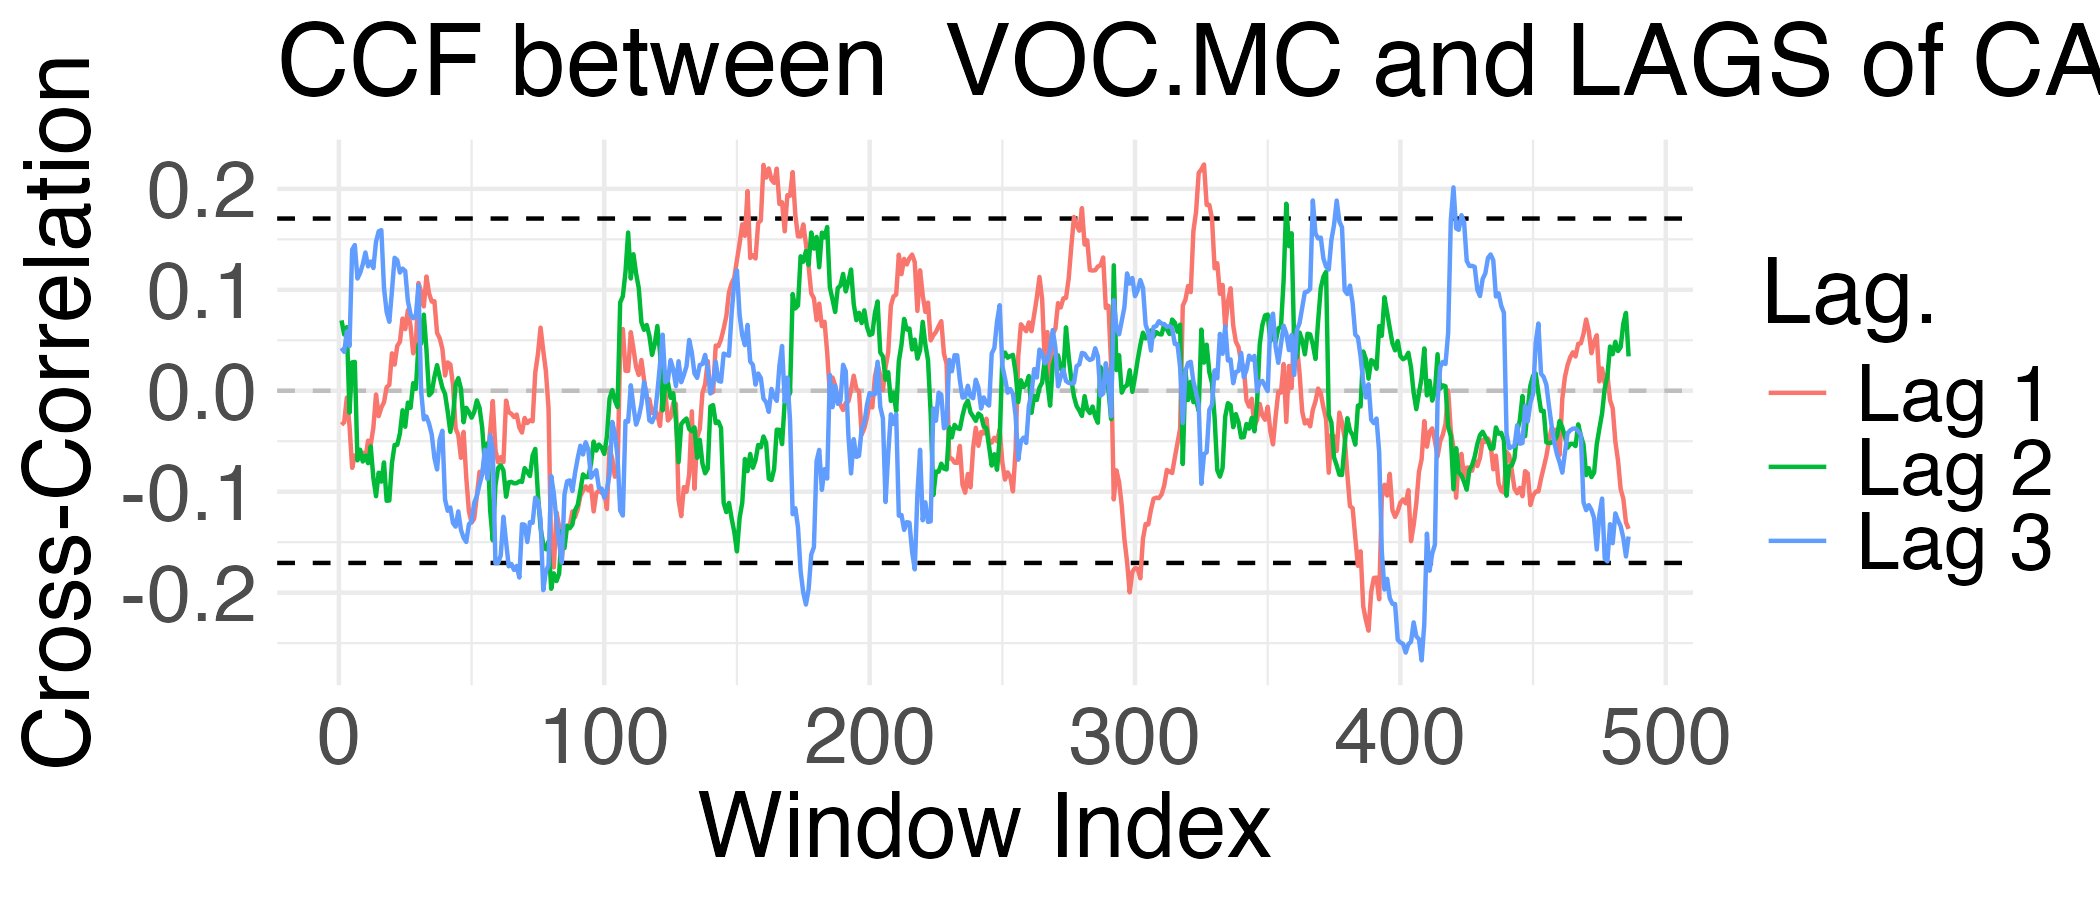 CCF between  VOC.MC and LAGS of CA
Cross-Correlation
0.2
0.1
0.0
-0.1
-0.2
0 100 200 300 400 500
Window Index
Lag.
Lag 1
Lag 2
Lag 3